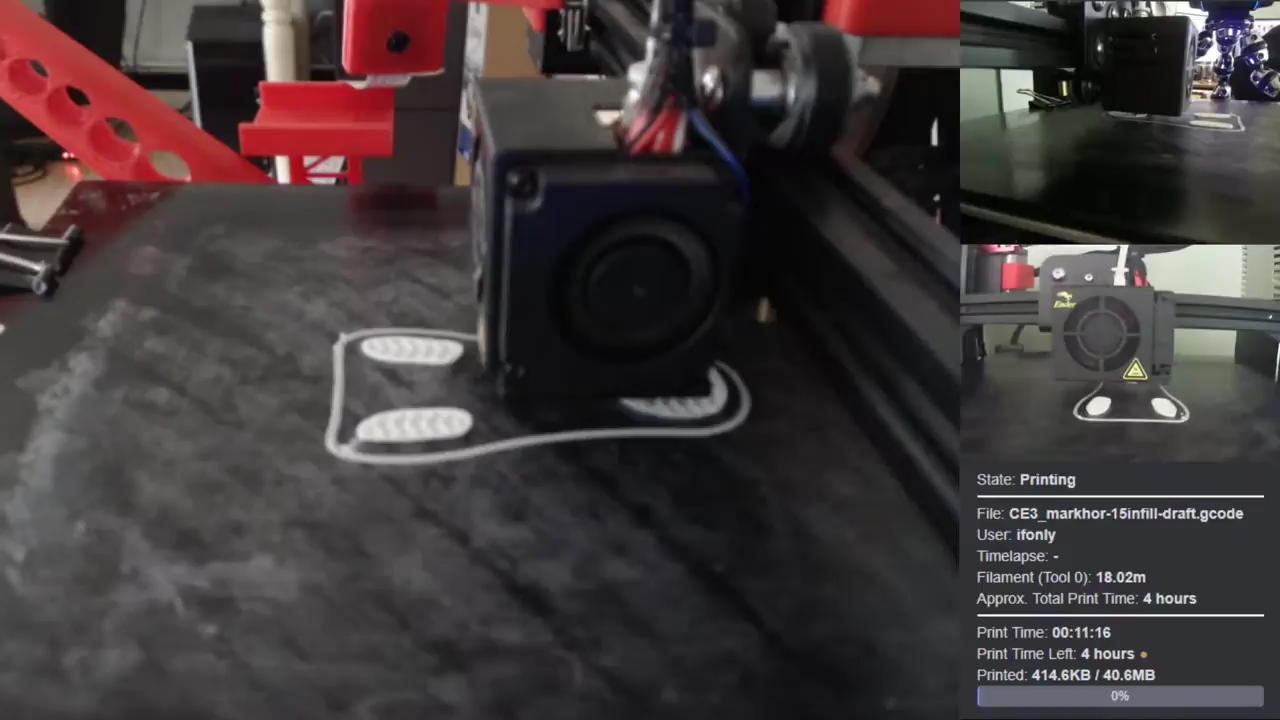 Ender
State: Printing
File: CE3_markhor-15infill-draft.gcode
User: ifonly
Timelapse: -
Filament (Tool 0): 18.02m
Approx. Total Print Time: 4 hours
Print Time: 00:11:16
Print Time Left: 4 hours
Printed: 414.6KB / 40.6MB
0%